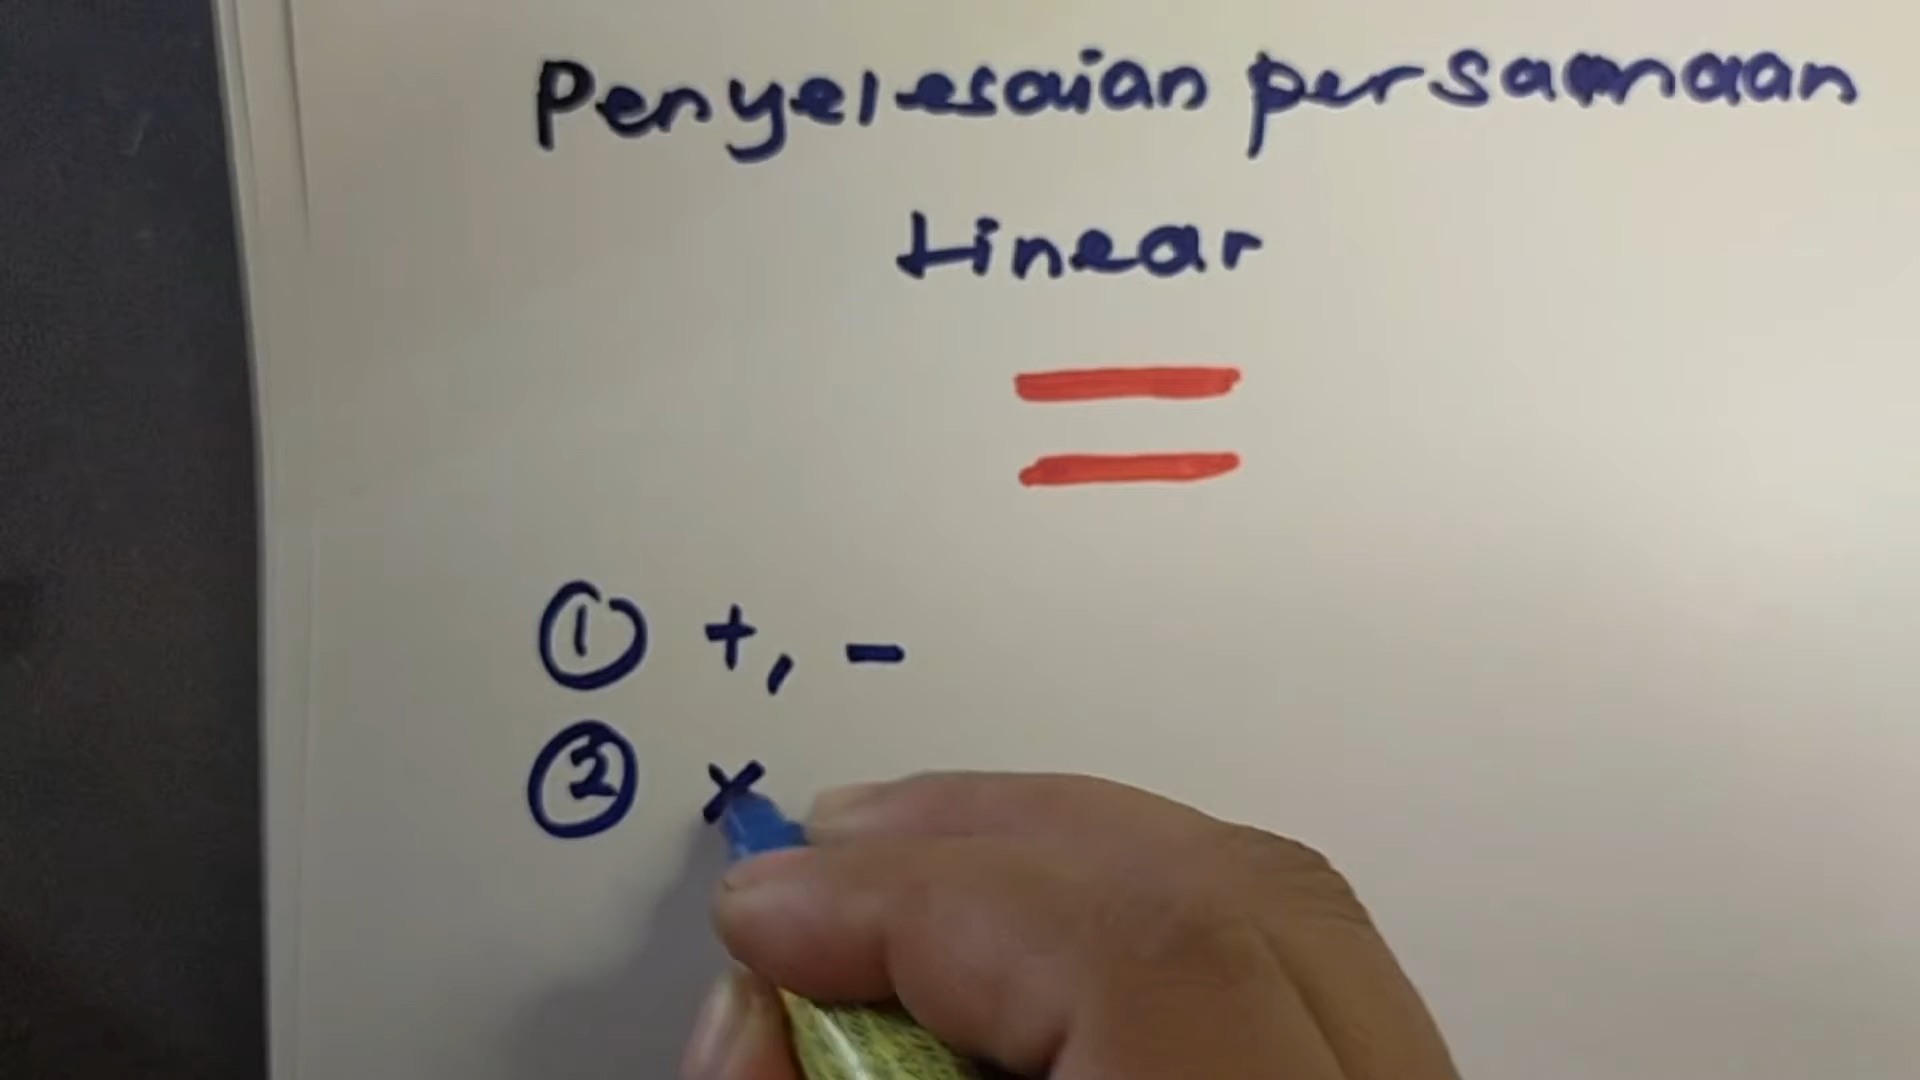 Penyelesaian persamaan
Linear
=
① +, -
② ×